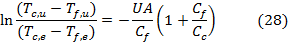 ln (T_{c,u} − T_{f,u}) / (T_{c,e} − T_{f,e}) = − UA / C_f (1 + C_f / C_c) (28)